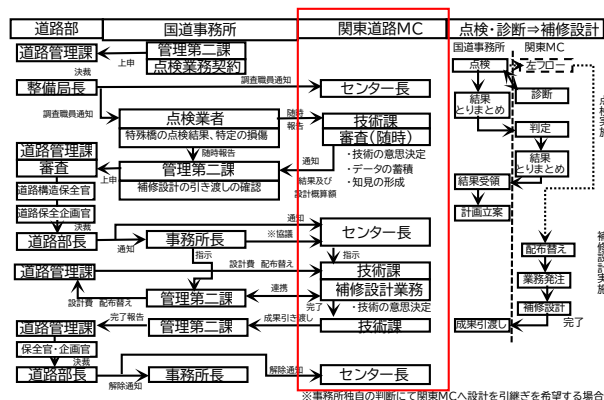 道路部
国道事務所
関東道路MC
点検・診断⇒補修設計
国道事務所
関東MC
道路管理課
上申
管理第二課
点検業務契約
決裁
整備局長
調査職員通知
センター長
調査職員通知
点検業者
特殊橋の点検結果、特定の損傷
随時
報告
技術課
審査(随時)
・技術の意思決定
・データの蓄積
・知見の形成
随時報告
道路管理課
審査
上申
管理第二課
補修設計の引き渡しの確認
通知
結果及び
設計概算額
道路構造保全官
道路保全企画官
決裁
道路部長
通知
事務所長
通知
※協議
センター長
指示
指示
道路管理課
設計費 配布替え
技術課
補修設計業務
・技術の意思決定
設計費 配布替え
管理第二課
連携
完了
道路管理課
完了報告
管理第二課
成果引渡し
技術課
保全官・企画官
決裁
道路部長
解除通知
事務所長
解除通知
センター長
点検
左フロー
診断
結果
とりまとめ
判定
結果
とりまとめ
結果受領
計画立案
配布替え
業務発注
補修設計
成果引渡し
完了
点検実施
補修設計実施
※事務所独自の判断にて関東MCへ設計を引継ぎを希望する場合